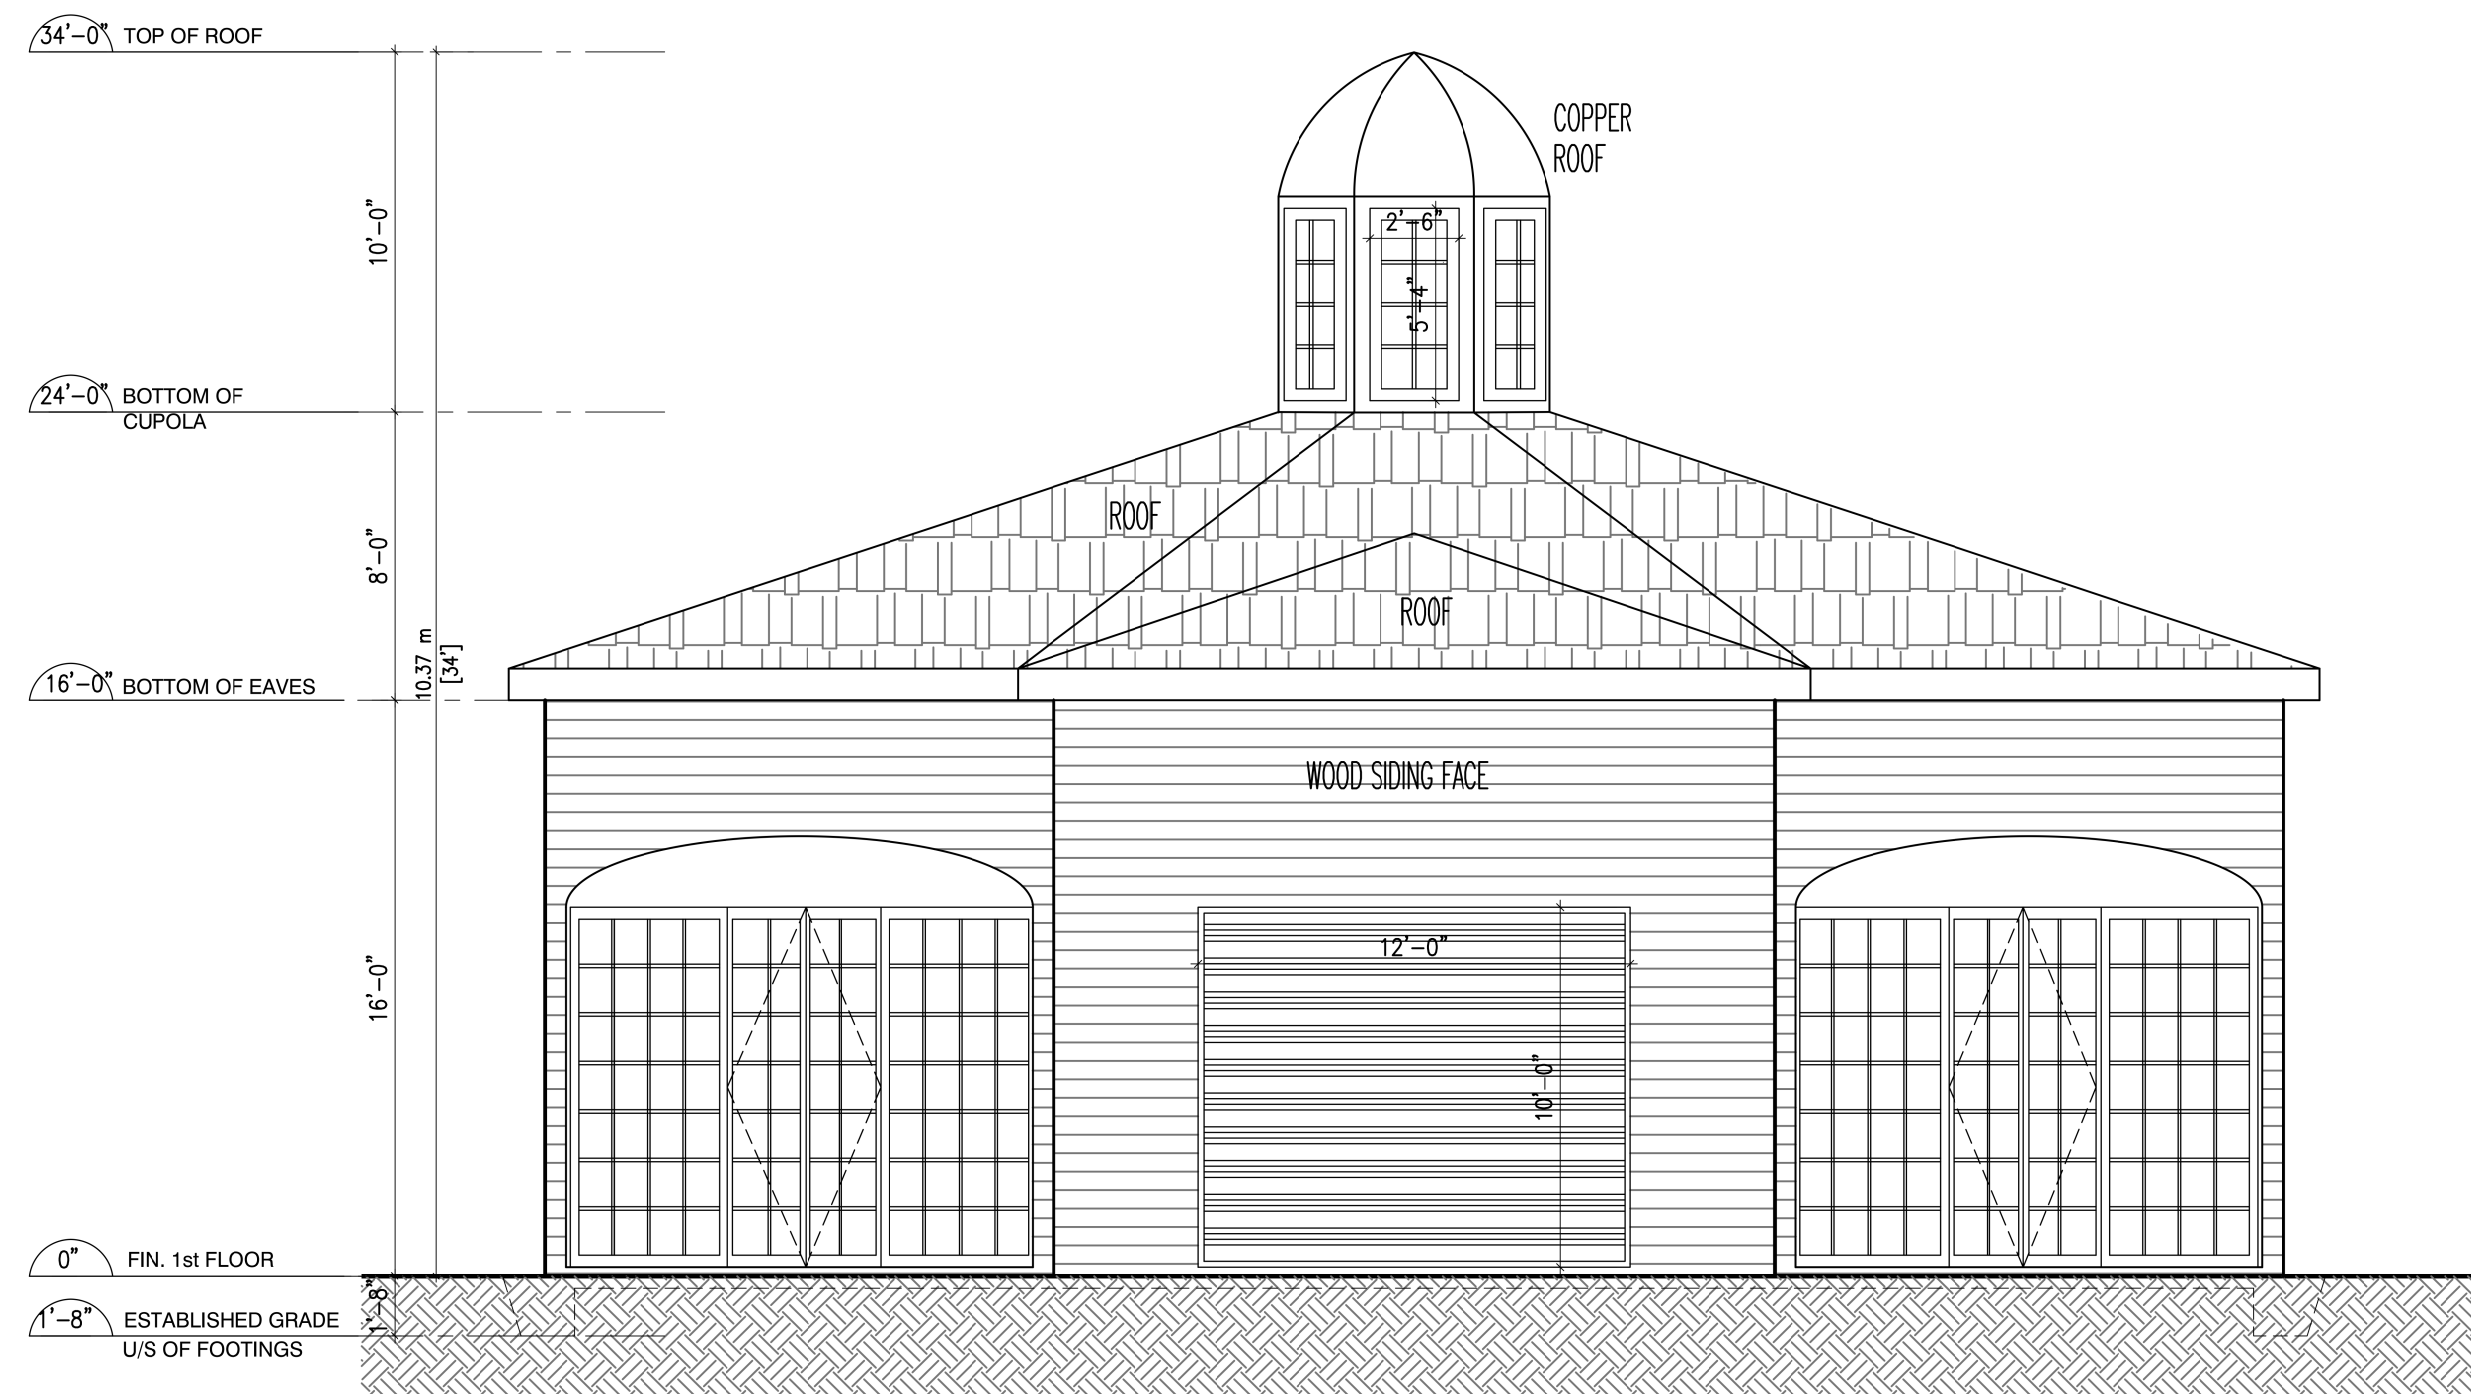 34'-0" TOP OF ROOF
COPPER
ROOF
10'-0"
2'-6"
5'-4"
24'-0" BOTTOM OF
CUPOLA
ROOF
8'-0"
ROOF
10.37 m
[34']
16'-0" BOTTOM OF EAVES
WOOD SIDING FACE
12'-0"
16'-0"
10'-0"
0" FIN. 1st FLOOR
1'-8"
1'-8" ESTABLISHED GRADE
U/S OF FOOTINGS